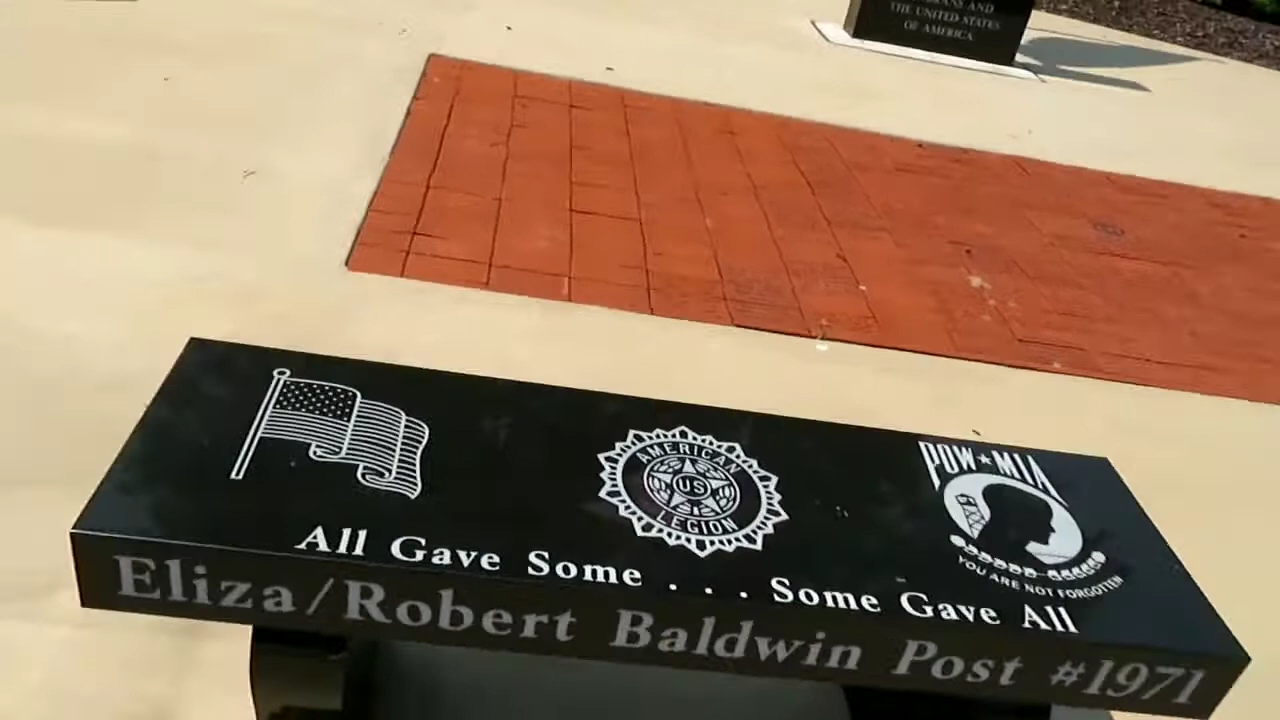 THE UNITED STATES
OF AMERICA
AMERICAN
US
LEGION
POW★MIA
YOU ARE NOT FORGOTTEN
All Gave Some . . . Some Gave All
Eliza/Robert Baldwin Post #1971